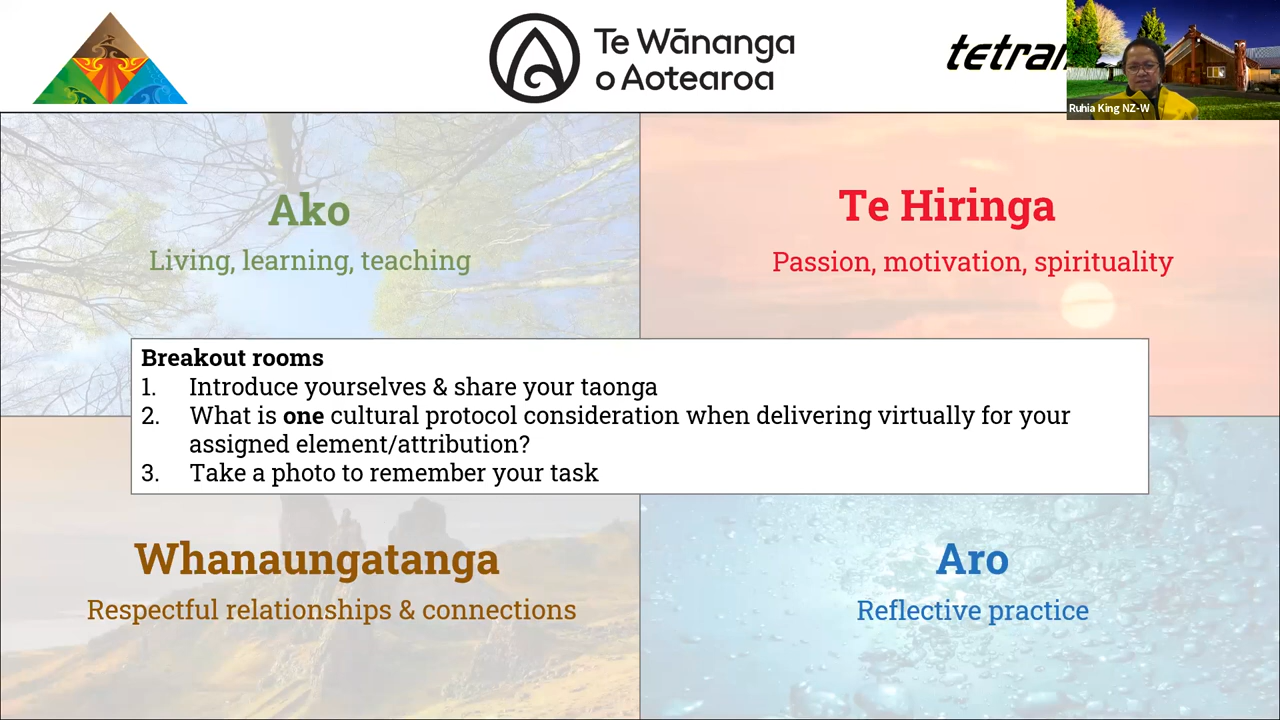 Te Wānanga
o Aotearoa
Ruhia King NZ-W
Ako
Living, learning, teaching
Te Hiringa
Passion, motivation, spirituality
Breakout rooms
1. Introduce yourselves & share your taonga
2. What is one cultural protocol consideration when delivering virtually for your
assigned element/attribution?
3. Take a photo to remember your task
Whanaungatanga
Respectful relationships & connections
Aro
Reflective practice